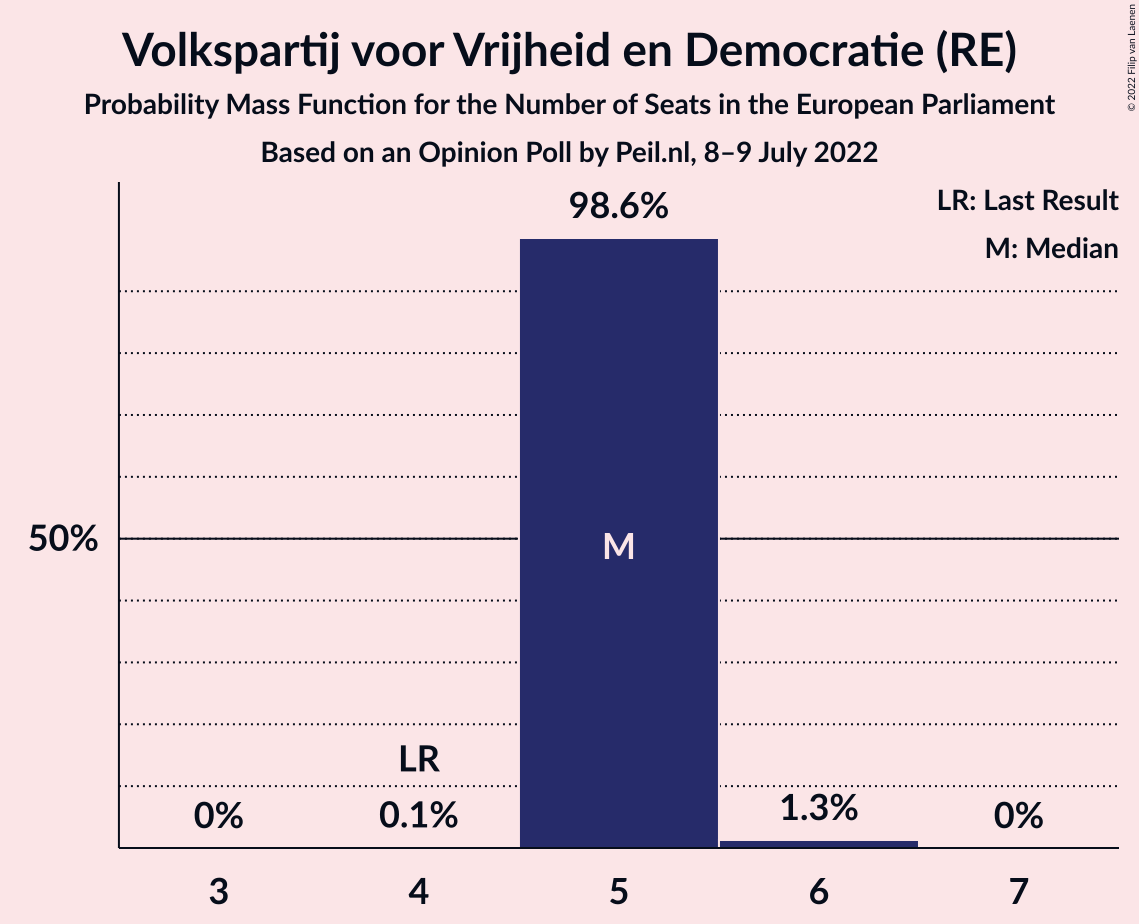 Volkspartij voor Vrijheid en Democratie (RE)
Probability Mass Function for the Number of Seats in the European Parliament
Based on an Opinion Poll by Peil.nl, 8–9 July 2022
© 2022 Filip van Laenen
LR: Last Result
M: Median
98.6%
50%
M
LR
0%
0.1%
1.3%
0%
3
4
5
6
7